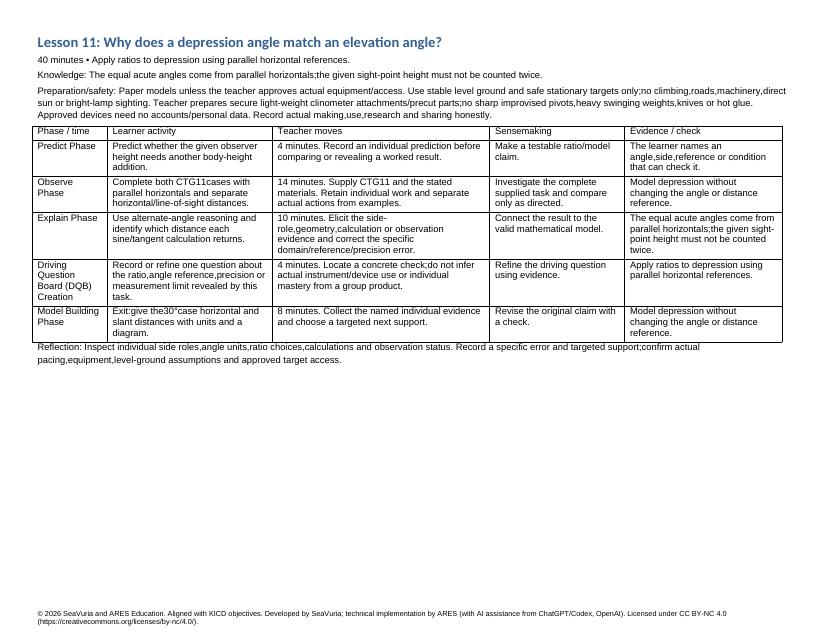 Lesson 11: Why does a depression angle match an elevation angle?
40 minutes • Apply ratios to depression using parallel horizontal references.
Knowledge: The equal acute angles come from parallel horizontals;the given sight-point height must not be counted twice.
Preparation/safety: Paper models unless the teacher approves actual equipment/access. Use stable level ground and safe stationary targets only;no climbing,roads,machinery,direct
sun or bright-lamp sighting. Teacher prepares secure light-weight clinometer attachments/precut parts;no sharp improvised pivots,heavy swinging weights,knives or hot glue.
Approved devices need no accounts/personal data. Record actual making,use,research and sharing honestly.
Phase / time
Learner activity
Teacher moves
Sensemaking
Evidence / check
Predict Phase
Predict whether the given observer
height needs another body-height
addition.
4 minutes. Record an individual prediction before
comparing or revealing a worked result.
Make a testable ratio/model
claim.
The learner names an
angle,side,reference or condition
that can check it.
Observe
Phase
Complete both CTG11cases with
parallel horizontals and separate
horizontal/line-of-sight distances.
14 minutes. Supply CTG11 and the stated
materials. Retain individual work and separate
actual actions from examples.
Investigate the complete
supplied task and compare
only as directed.
Model depression without
changing the angle or distance
reference.
Explain Phase
Use alternate-angle reasoning and
identify which distance each
sine/tangent calculation returns.
10 minutes. Elicit the side-
role,geometry,calculation or observation
evidence and correct the specific
domain/reference/precision error.
Connect the result to the
valid mathematical model.
The equal acute angles come from
parallel horizontals;the given sight-
point height must not be counted
twice.
Driving
Question
Board (DQB)
Creation
Record or refine one question about
the ratio,angle reference,precision or
measurement limit revealed by this
task.
4 minutes. Locate a concrete check;do not infer
actual instrument/device use or individual
mastery from a group product.
Refine the driving question
using evidence.
Apply ratios to depression using
parallel horizontal references.
Model Building
Phase
Exit:give the30°case horizontal and
slant distances with units and a
diagram.
8 minutes. Collect the named individual evidence
and choose a targeted next support.
Revise the original claim with
a check.
Model depression without
changing the angle or distance
reference.
Reflection: Inspect individual side roles,angle units,ratio choices,calculations and observation status. Record a specific error and targeted support;confirm actual
pacing,equipment,level-ground assumptions and approved target access.
© 2026 SeaVuria and ARES Education. Aligned with KICD objectives. Developed by SeaVuria; technical implementation by ARES (with AI assistance from ChatGPT/Codex, OpenAI). Licensed under CC BY-NC 4.0
(https://creativecommons.org/licenses/by-nc/4.0/).